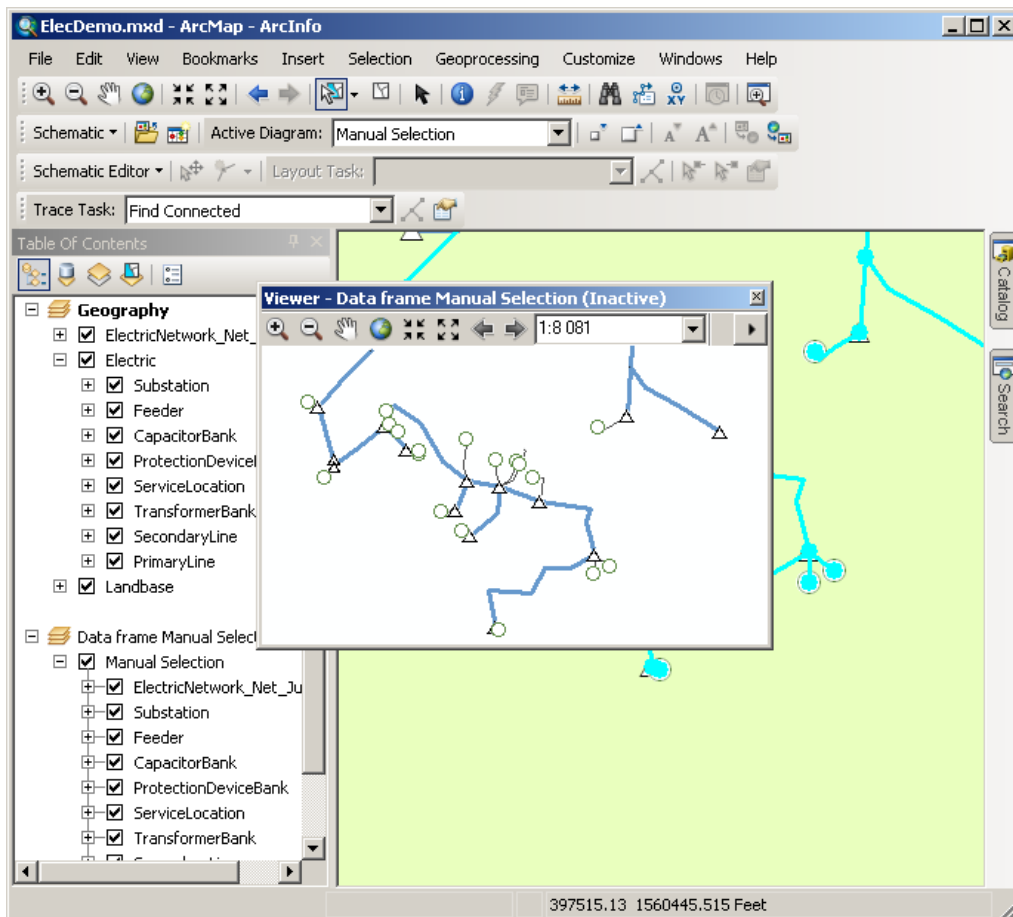 ElecDemo.mxd - ArcMap - ArcInfo
File Edit View Bookmarks Insert Selection Geoprocessing Customize Windows Help
Schematic Active Diagram: Manual Selection
Schematic Editor Layout Task:
Trace Task: Find Connected
Table Of Contents
Geography
ElectricNetwork_Net_
Electric
Substation
Feeder
CapacitorBank
ProtectionDeviceB
ServiceLocation
TransformerBank
SecondaryLine
PrimaryLine
Landbase
Data frame Manual Select
Manual Selection
ElectricNetwork_Net_Ju
Substation
Feeder
CapacitorBank
ProtectionDeviceBank
ServiceLocation
TransformerBank
Viewer - Data frame Manual Selection (Inactive)
1:8 081
Catalog
Search
397515.13 1560445.515 Feet